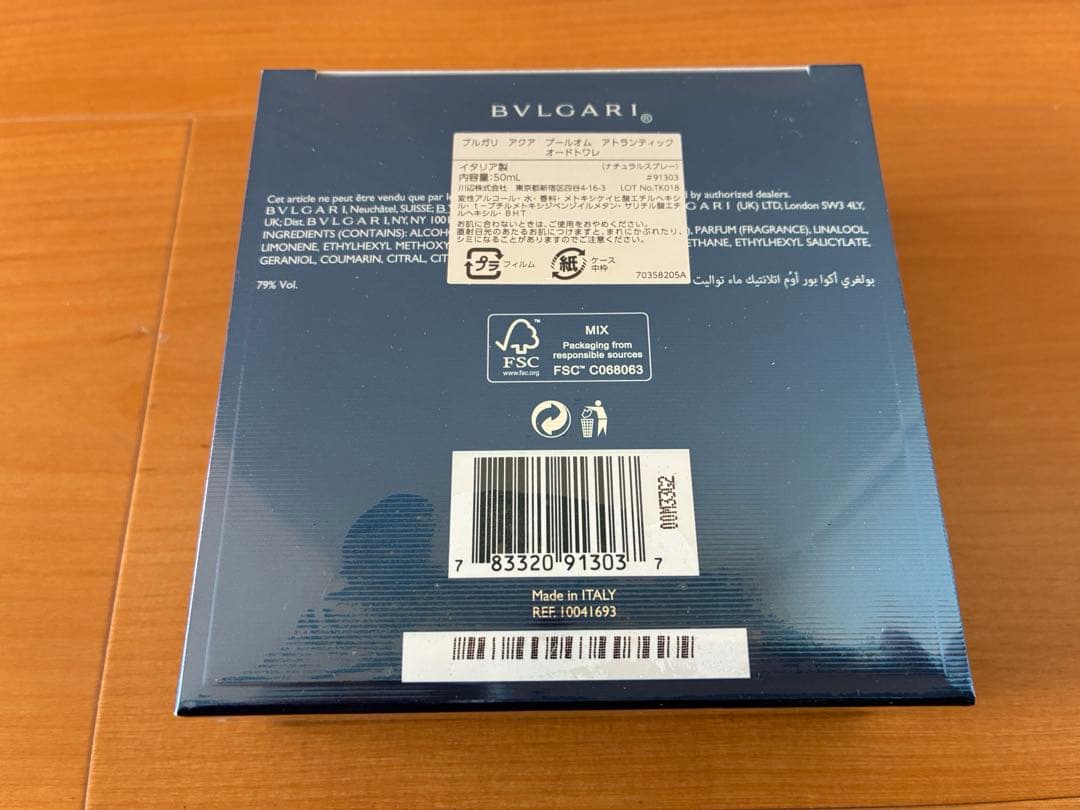 BVLGARI®
ブルガリ アクア プールオム アトランティック
オードトワレ
イタリア製 (ナチュラルスプレー)
内容量:50mL #91303
川辺株式会社 東京都新宿区四谷4-16-3 LOT No.TK018
変性アルコール・水・香料・メトキシケイヒ酸エチルヘキシ
ル・t-ブチルメトキシジベンゾイルメタン・サリチル酸エチ
ルヘキシル・BHT
お肌に合わないときは、ご使用をおやめください。
直射日光のあたるお肌につけますと、まれにかぶれたり、
シミになることがありますのでご注意ください。
プラ フィルム 紙 ケース
中枠
70358205A
Cet article ne peut être vendu que par l by authorized dealers.
BVLGARI, Neuchâtel, SUISSE; B GARI (UK) LTD, London SW3 4LY,
UK; Dist. BVLGARI, NY, NY 100 ), PARFUM (FRAGRANCE), LINALOOL,
INGREDIENTS (CONTAINS): ALCOHO ETHANE, ETHYLHEXYL SALICYLATE,
LIMONENE, ETHYLHEXYL METHOXY
GERANIOL, COUMARIN, CITRAL, CIT
79% Vol.
بولغري أكوا بور أوم اتلانتيك ماء تواليت
FSC™
www.fsc.org
MIX
Packaging from
responsible sources
FSC™ C068063
00W33G2
7 83320 91303 7
Made in ITALY
REF. 10041693